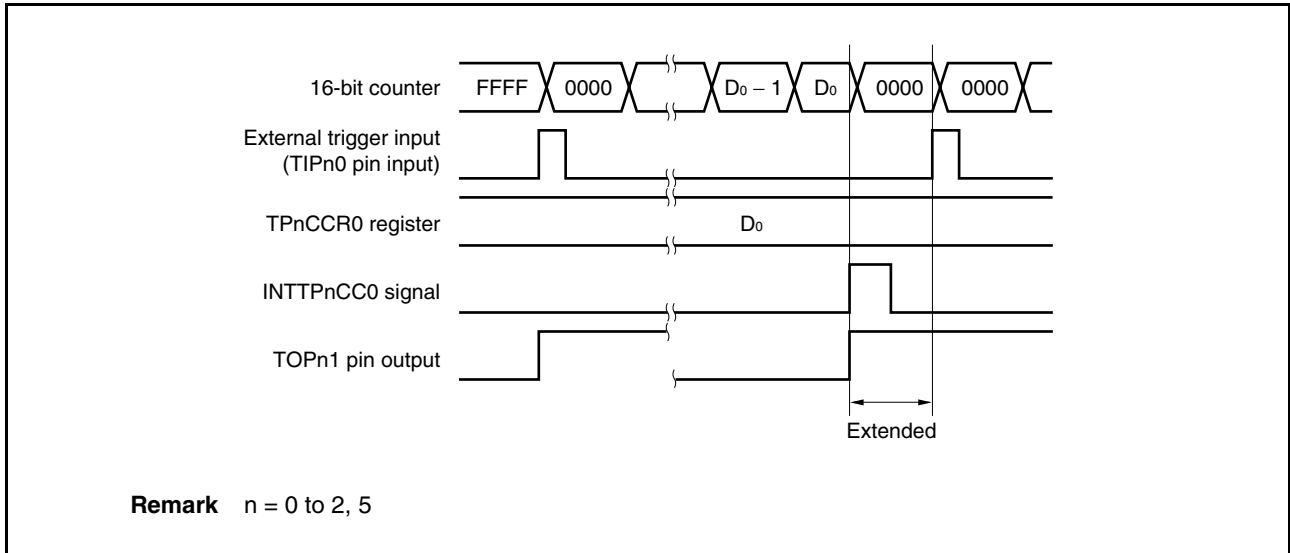 16-bit counter FFFF 0000 D0 − 1 D0 0000 0000
External trigger input
(TIPn0 pin input)
TPnCCR0 register D0
INTTPnCC0 signal
TOPn1 pin output
Extended
Remark n = 0 to 2, 5